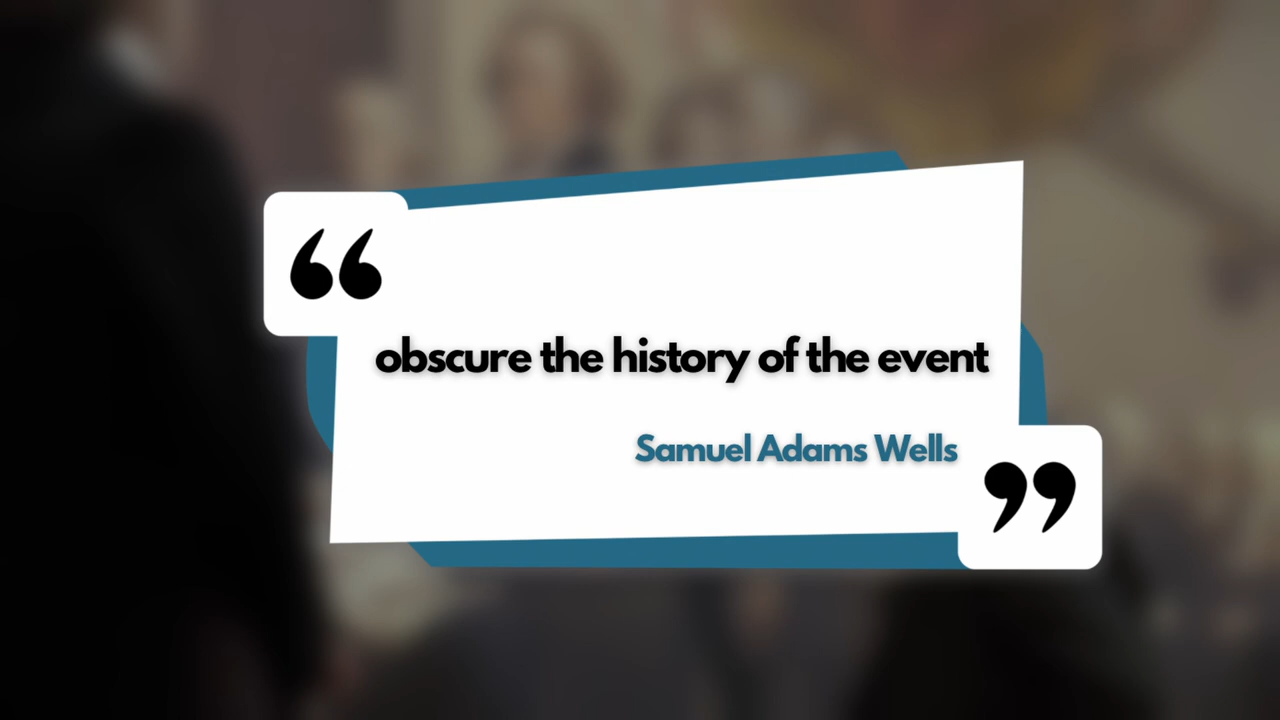 “
obscure the history of the event
Samuel Adams Wells
”